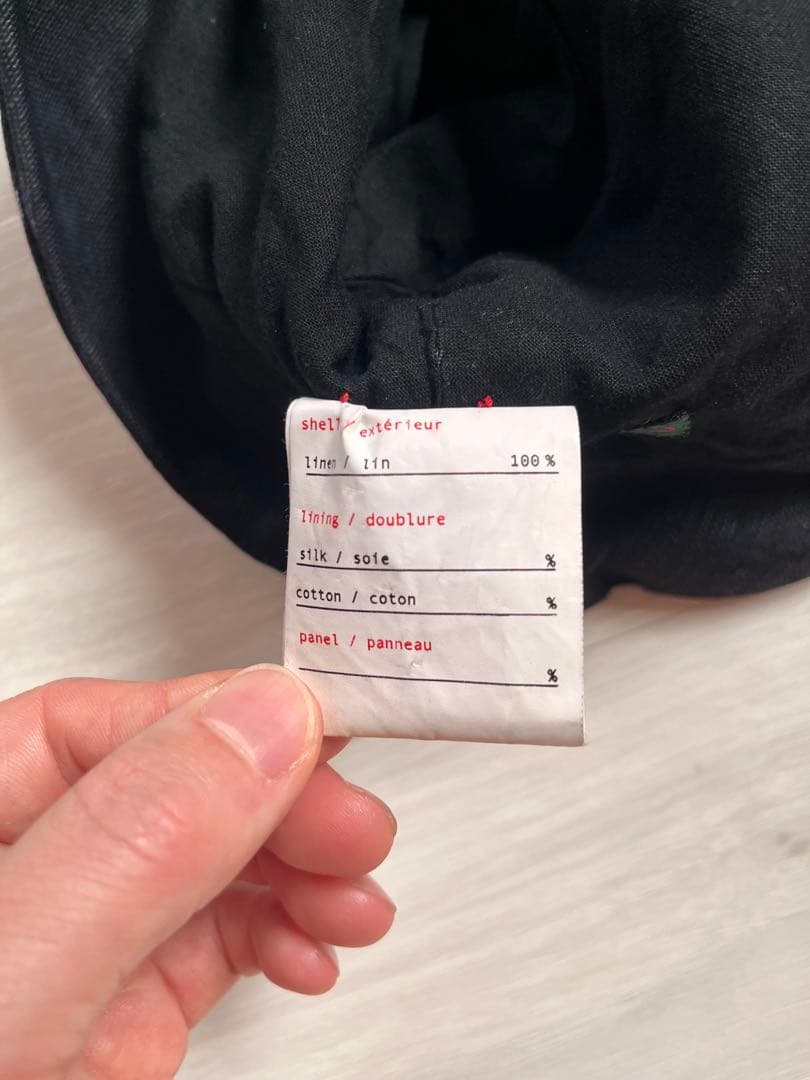 shell / extérieur
linen / lin 100 %
lining / doublure
silk / soie %
cotton / coton %
panel / panneau
%